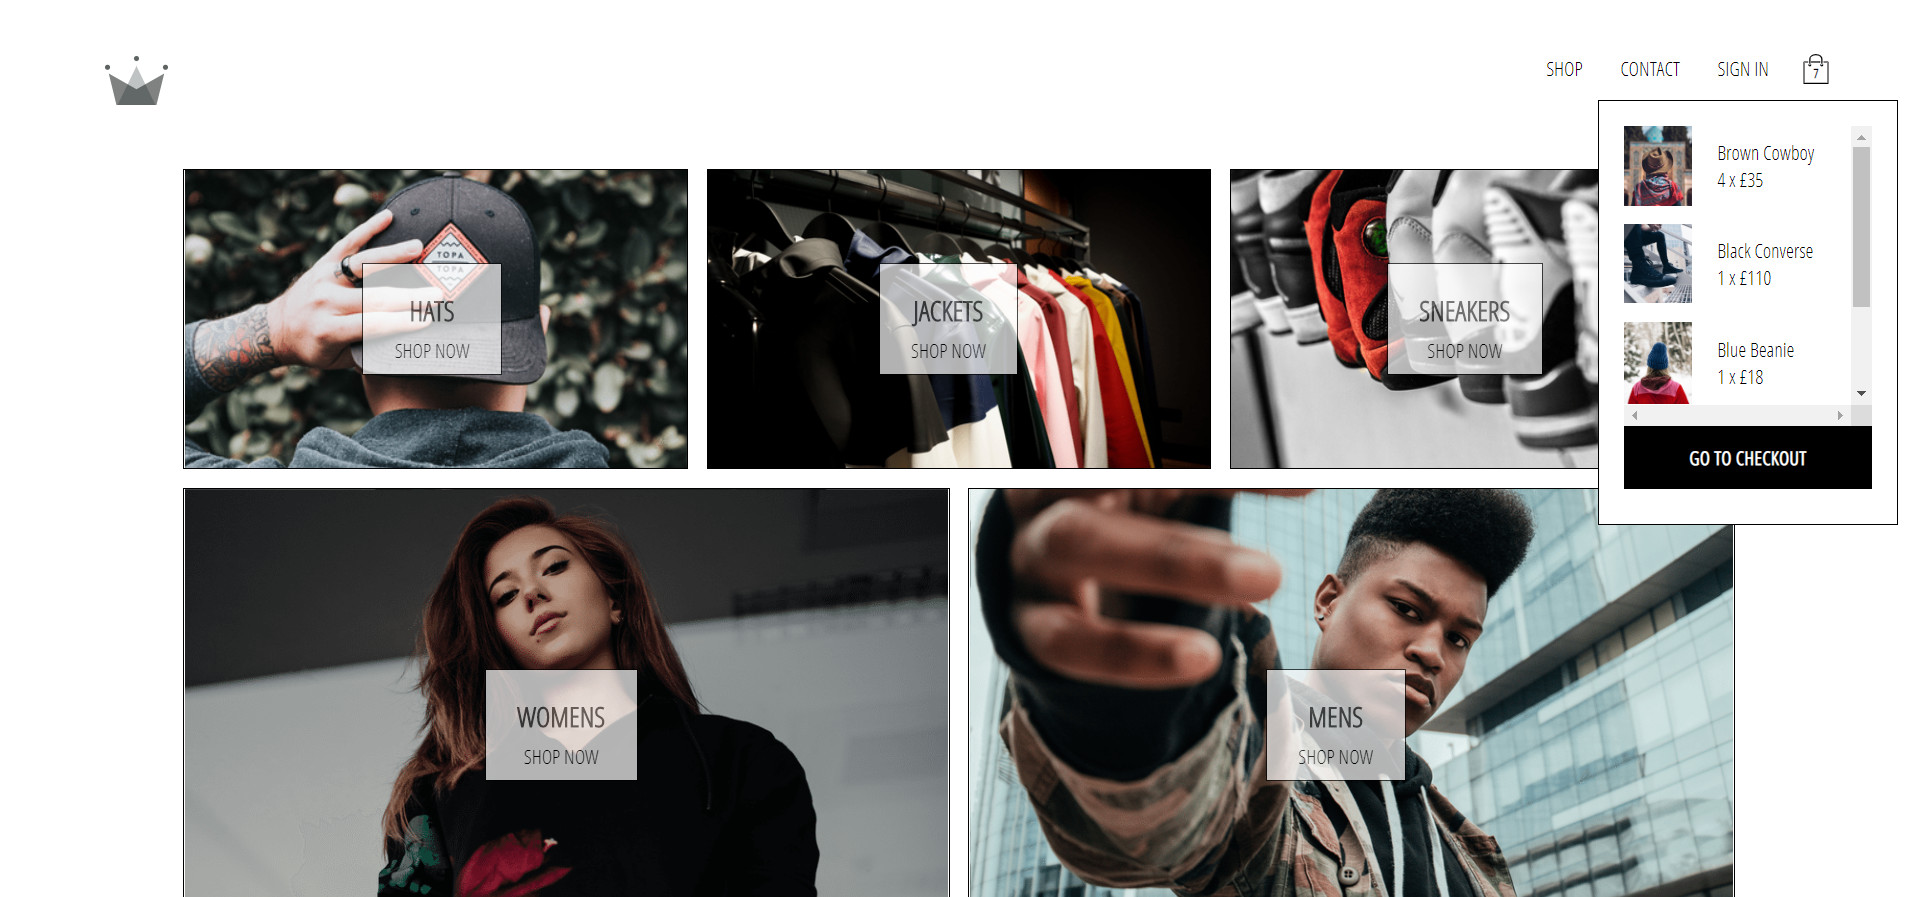 SHOP
CONTACT
SIGN IN
7
Brown Cowboy
4 x £35
Black Converse
1 x £110
Blue Beanie
1 x £18
GO TO CHECKOUT
TOPA
TOPA
HATS
SHOP NOW
JACKETS
SHOP NOW
SNEAKERS
SHOP NOW
WOMENS
SHOP NOW
MENS
SHOP NOW